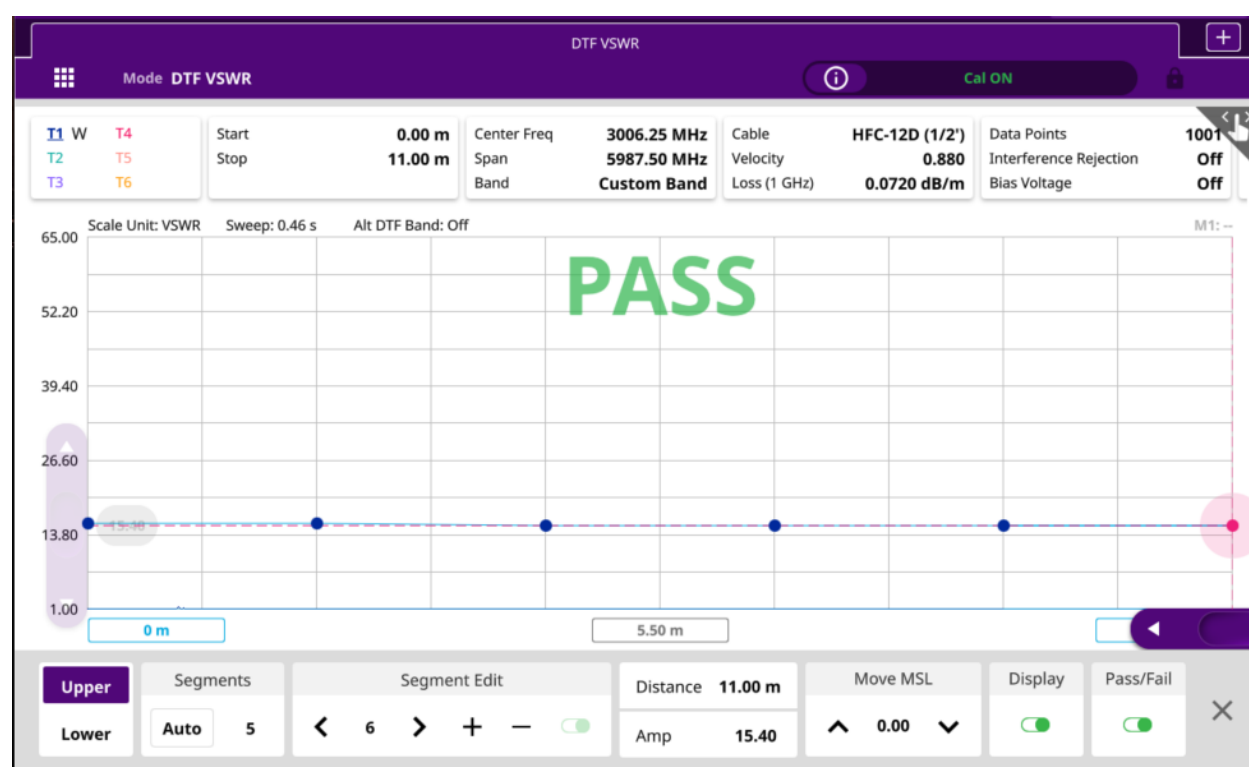 DTF VSWR
+
Mode DTF VSWR
Cal ON
T1 W T4
T2 T5
T3 T6
Start 0.00 m
Stop 11.00 m
Center Freq 3006.25 MHz
Span 5987.50 MHz
Band Custom Band
Cable HFC-12D (1/2')
Velocity 0.880
Loss (1 GHz) 0.0720 dB/m
Data Points 1001
Interference Rejection Off
Bias Voltage Off
Scale Unit: VSWR Sweep: 0.46 s Alt DTF Band: Off
M1: --
65.00
PASS
52.20
39.40
26.60
15.40
13.80
1.00
0 m
5.50 m
Upper
Lower
Segments
Auto 5
Segment Edit
6 + −
Distance 11.00 m
Amp 15.40
Move MSL
0.00
Display
Pass/Fail